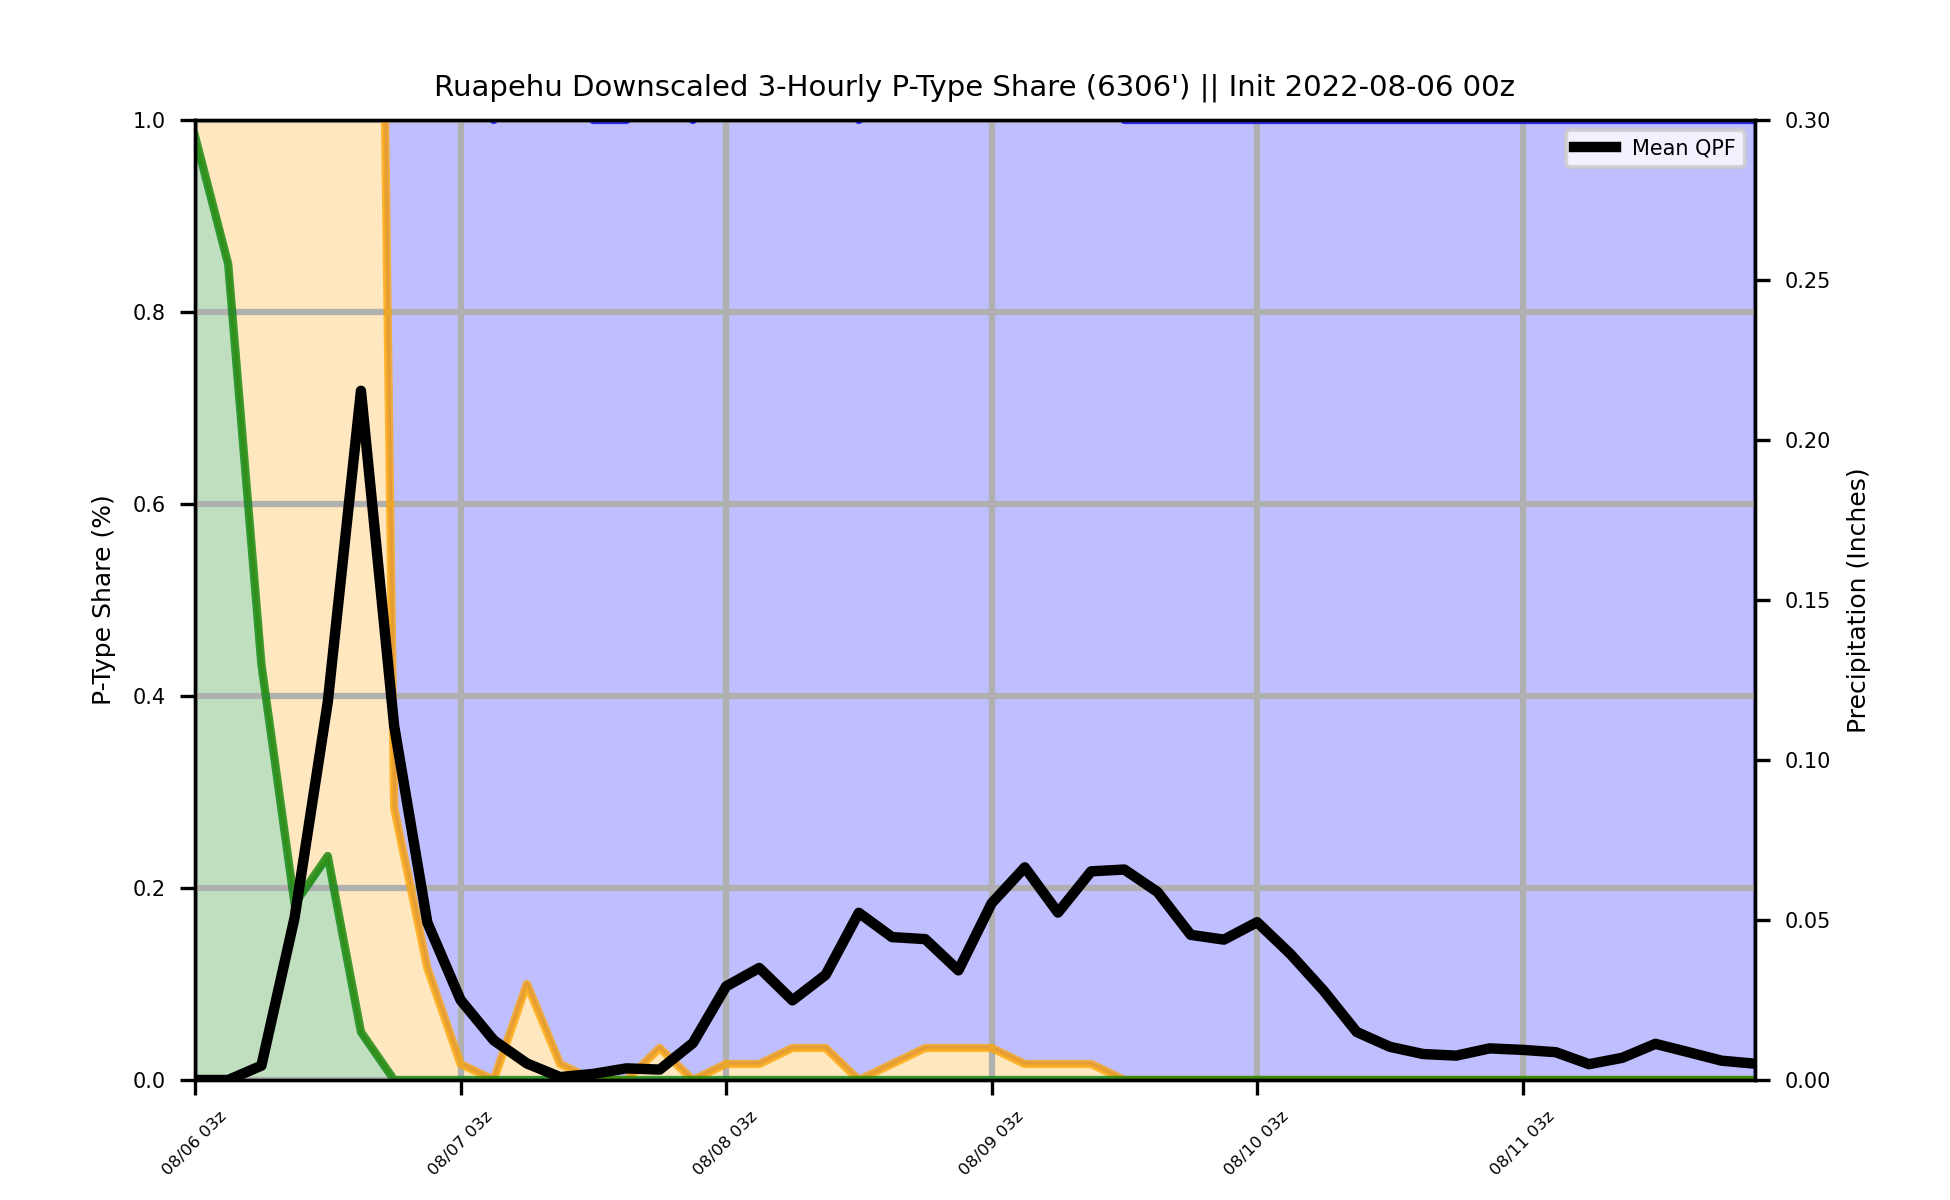 Ruapehu Downscaled 3-Hourly P-Type Share (6306') || Init 2022-08-06 00z
Mean QPF
P-Type Share (%)
1.0
0.8
0.6
0.4
0.2
0.0
0.30
0.25
0.20
0.15
0.10
0.05
0.00
Precipitation (Inches)
08/06 03z
08/07 03z
08/08 03z
08/09 03z
08/10 03z
08/11 03z